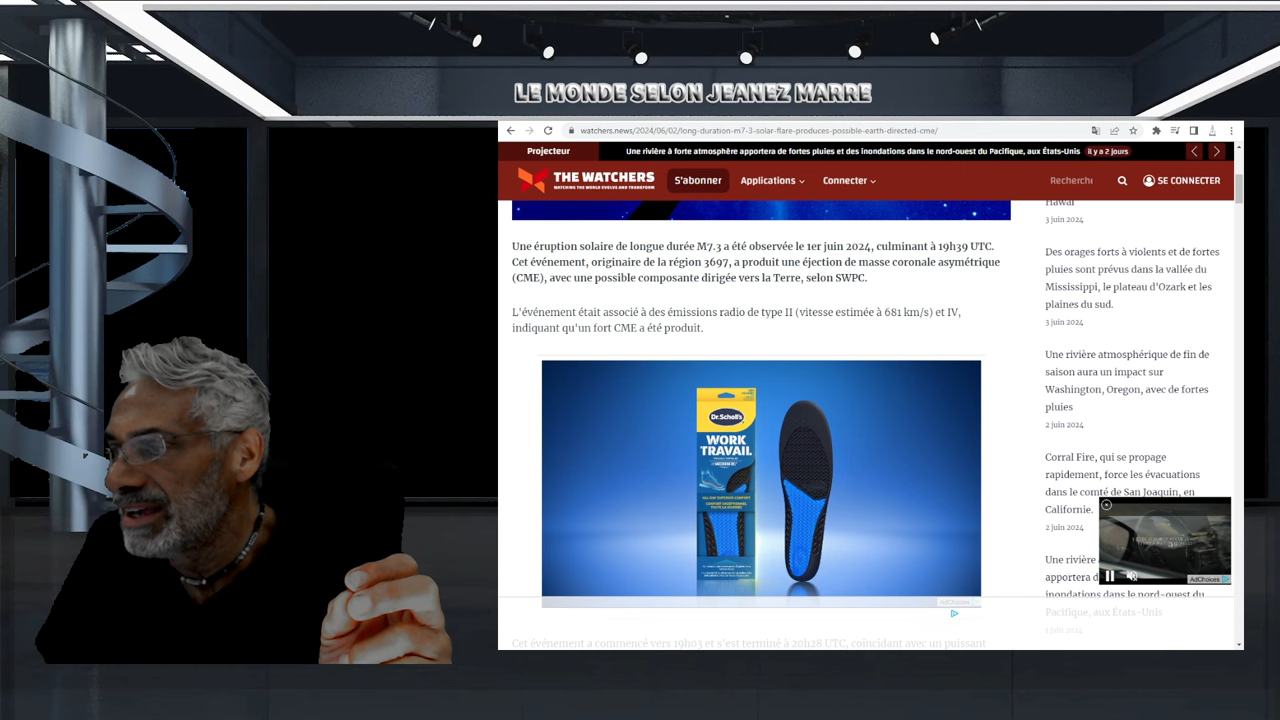 LE MONDE SELON JEANEZ MARRE
watchers.news/2024/06/02/long-duration-m7-3-solar-flare-produces-possible-earth-directed-cme/
Projecteur
Une rivière à forte atmosphère apportera de fortes pluies et des inondations dans le nord-ouest du Pacifique, aux États-Unis il y a 2 jours
THE WATCHERS
WATCHING THE WORLD EVOLVE AND TRANSFORM
S'abonner
Applications
Connecter
Recherche
SE CONNECTER
Une éruption solaire de longue durée M7.3 a été observée le 1er juin 2024, culminant à 19h39 UTC.
Cet événement, originaire de la région 3697, a produit une éjection de masse coronale asymétrique
(CME), avec une possible composante dirigée vers la Terre, selon SWPC.
L'événement était associé à des émissions radio de type II (vitesse estimée à 681 km/s) et IV,
indiquant qu'un fort CME a été produit.
Dr. Scholl's
WORK
TRAVAIL
AdChoices
Cet événement a commencé vers 19h03 et s'est terminé à 20h28 UTC, coïncidant avec un puissant
Hawaï
3 juin 2024
Des orages forts à violents et de fortes
pluies sont prévus dans la vallée du
Mississippi, le plateau d'Ozark et les
plaines du sud.
3 juin 2024
Une rivière atmosphérique de fin de
saison aura un impact sur
Washington, Oregon, avec de fortes
pluies
2 juin 2024
Corral Fire, qui se propage
rapidement, force les évacuations
dans le comté de San Joaquin, en
Californie.
2 juin 2024
Une rivière
apportera d
inondations dans le nord-ouest du
Pacifique, aux États-Unis
1 juin 2024
AdChoices